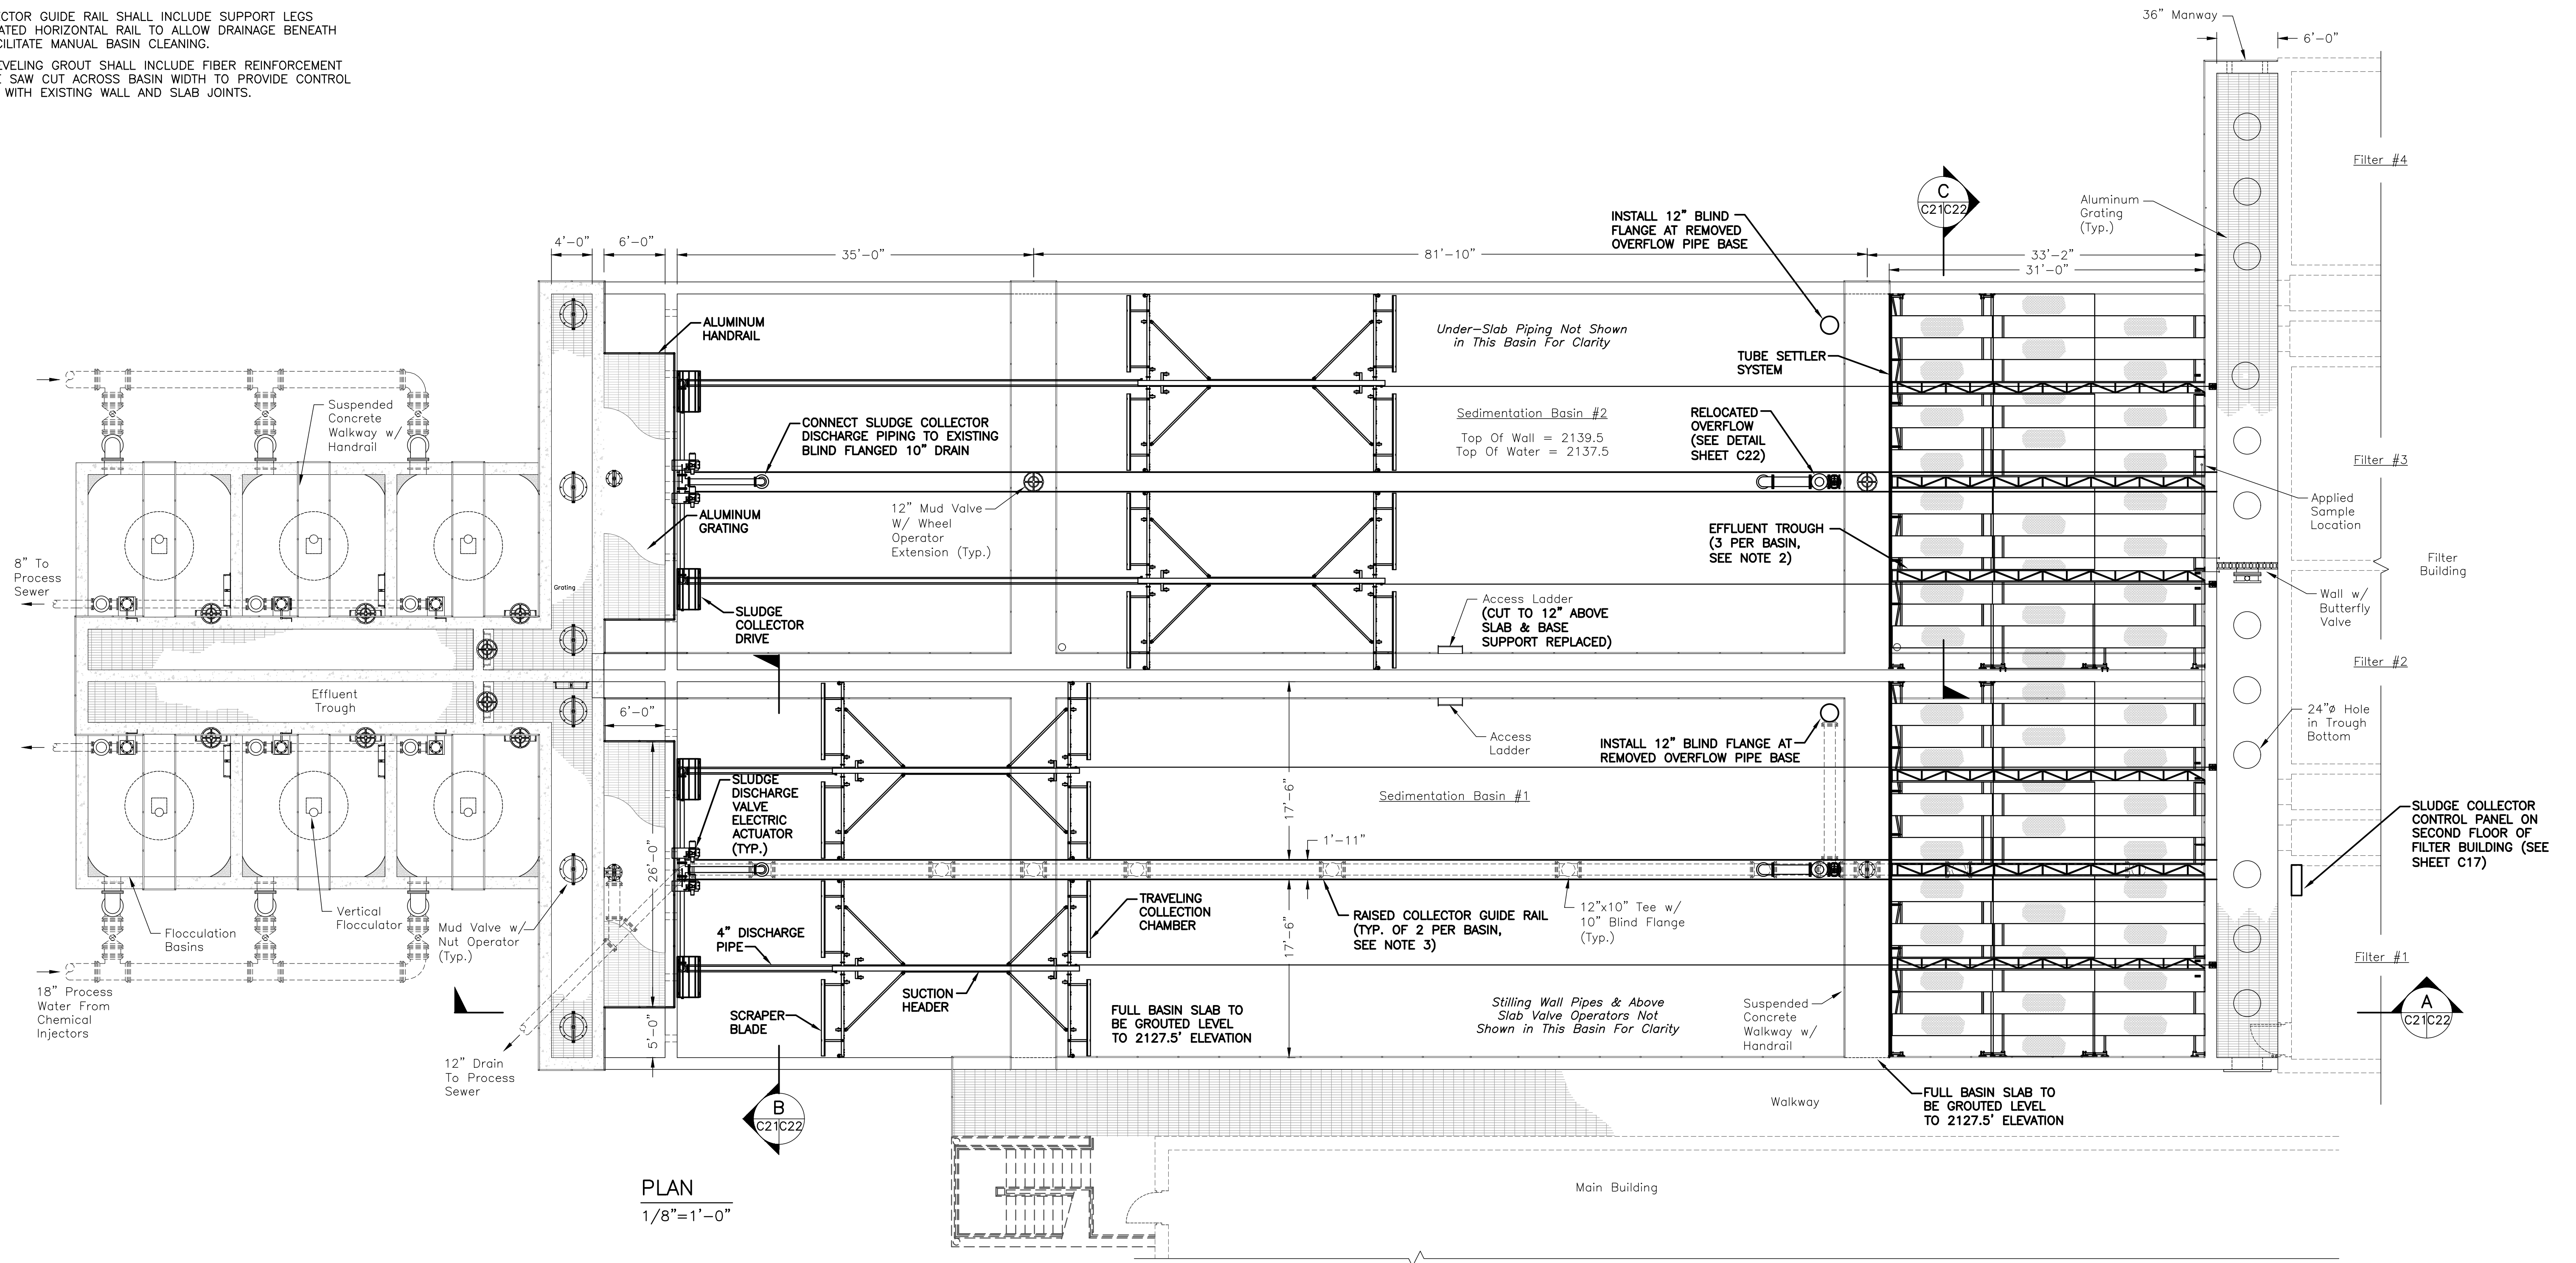 CTOR GUIDE RAIL SHALL INCLUDE SUPPORT LEGS
ATED HORIZONTAL RAIL TO ALLOW DRAINAGE BENEATH
CILITATE MANUAL BASIN CLEANING.
EVELING GROUT SHALL INCLUDE FIBER REINFORCEMENT
E SAW CUT ACROSS BASIN WIDTH TO PROVIDE CONTROL
WITH EXISTING WALL AND SLAB JOINTS.
36" Manway
6'-0"
Filter #4
Aluminum
Grating
(Typ.)
C
C21 C22
INSTALL 12" BLIND
FLANGE AT REMOVED
OVERFLOW PIPE BASE
4'-0"
6'-0"
35'-0"
81'-10"
33'-2"
31'-0"
ALUMINUM
HANDRAIL
Under-Slab Piping Not Shown
in This Basin For Clarity
TUBE SETTLER
SYSTEM
Suspended
Concrete
Walkway w/
Handrail
CONNECT SLUDGE COLLECTOR
DISCHARGE PIPING TO EXISTING
BLIND FLANGED 10" DRAIN
Sedimentation Basin #2
Top Of Wall = 2139.5
Top Of Water = 2137.5
RELOCATED
OVERFLOW
(SEE DETAIL
SHEET C22)
Filter #3
ALUMINUM
GRATING
12" Mud Valve
W/ Wheel
Operator
Extension (Typ.)
EFFLUENT TROUGH
(3 PER BASIN,
SEE NOTE 2)
Applied
Sample
Location
8" To
Process
Sewer
Grating
Filter
Building
SLUDGE
COLLECTOR
DRIVE
Access Ladder
(CUT TO 12" ABOVE
SLAB & BASE
SUPPORT REPLACED)
Wall w/
Butterfly
Valve
Filter #2
Effluent
Trough
6'-0"
24"ø Hole
in Trough
Bottom
Access
Ladder
INSTALL 12" BLIND FLANGE AT
REMOVED OVERFLOW PIPE BASE
SLUDGE
DISCHARGE
VALVE
ELECTRIC
ACTUATOR
(TYP.)
17'-6"
Sedimentation Basin #1
SLUDGE COLLECTOR
CONTROL PANEL ON
SECOND FLOOR OF
FILTER BUILDING (SEE
SHEET C17)
1'-11"
26'-0"
Vertical
Flocculator
Flocculation
Basins
Mud Valve w/
Nut Operator
(Typ.)
4" DISCHARGE
PIPE
TRAVELING
COLLECTION
CHAMBER
RAISED COLLECTOR GUIDE RAIL
(TYP. OF 2 PER BASIN,
SEE NOTE 3)
12"x10" Tee w/
10" Blind Flange
(Typ.)
17'-6"
Filter #1
18" Process
Water From
Chemical
Injectors
SUCTION
HEADER
SCRAPER
BLADE
FULL BASIN SLAB TO
BE GROUTED LEVEL
TO 2127.5' ELEVATION
Stilling Wall Pipes & Above
Slab Valve Operators Not
Shown in This Basin For Clarity
Suspended
Concrete
Walkway w/
Handrail
A
C21 C22
5'-0"
12" Drain
To Process
Sewer
B
C21 C22
Walkway
FULL BASIN SLAB TO
BE GROUTED LEVEL
TO 2127.5' ELEVATION
PLAN
1/8"=1'-0"
Main Building